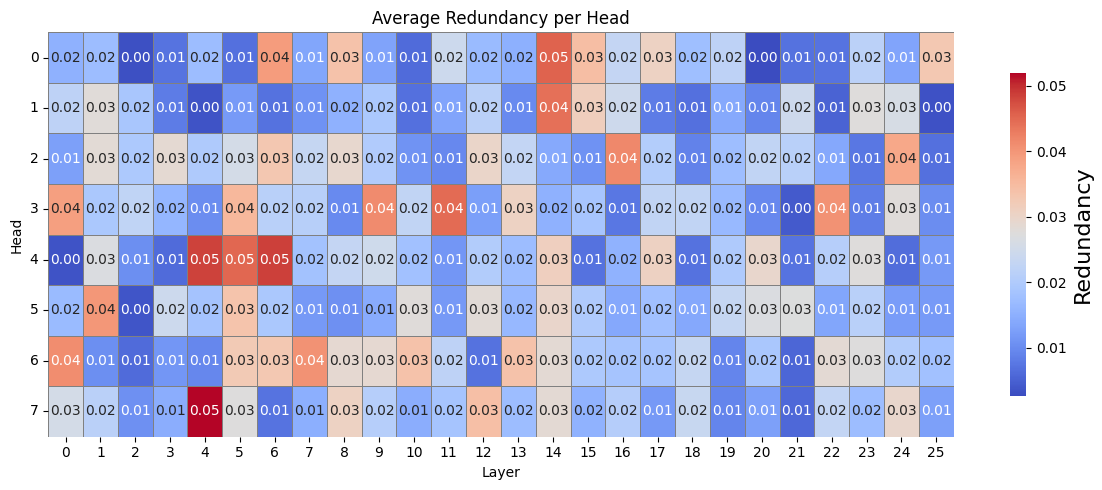 Average Redundancy per Head
0 0.02 0.02 0.00 0.01 0.02 0.01 0.04 0.01 0.03 0.01 0.01 0.02 0.02 0.02 0.05 0.03 0.02 0.03 0.02 0.02 0.00 0.01 0.01 0.02 0.01 0.03
1 0.02 0.03 0.02 0.01 0.00 0.01 0.01 0.01 0.02 0.02 0.01 0.01 0.02 0.01 0.04 0.03 0.02 0.01 0.01 0.01 0.01 0.02 0.01 0.03 0.03 0.00
2 0.01 0.03 0.02 0.03 0.02 0.03 0.03 0.02 0.03 0.02 0.01 0.01 0.03 0.02 0.01 0.01 0.04 0.02 0.01 0.02 0.02 0.02 0.01 0.01 0.04 0.01
3 0.04 0.02 0.02 0.02 0.01 0.04 0.02 0.02 0.01 0.04 0.02 0.04 0.01 0.03 0.02 0.02 0.01 0.02 0.02 0.02 0.01 0.00 0.04 0.01 0.03 0.01
4 0.00 0.03 0.01 0.01 0.05 0.05 0.05 0.02 0.02 0.02 0.02 0.01 0.02 0.02 0.03 0.01 0.02 0.03 0.01 0.02 0.03 0.01 0.02 0.03 0.01 0.01
5 0.02 0.04 0.00 0.02 0.02 0.03 0.02 0.01 0.01 0.01 0.03 0.01 0.03 0.02 0.03 0.02 0.01 0.02 0.01 0.02 0.03 0.03 0.01 0.02 0.01 0.01
6 0.04 0.01 0.01 0.01 0.01 0.03 0.03 0.04 0.03 0.03 0.03 0.02 0.01 0.03 0.03 0.02 0.02 0.02 0.02 0.01 0.02 0.01 0.03 0.03 0.02 0.02
7 0.03 0.02 0.01 0.01 0.05 0.03 0.01 0.01 0.03 0.02 0.01 0.02 0.03 0.02 0.03 0.02 0.02 0.01 0.02 0.01 0.01 0.01 0.02 0.02 0.03 0.01
0 1 2 3 4 5 6 7 8 9 10 11 12 13 14 15 16 17 18 19 20 21 22 23 24 25
Layer
Head
0.05
0.04
0.03
0.02
0.01
Redundancy